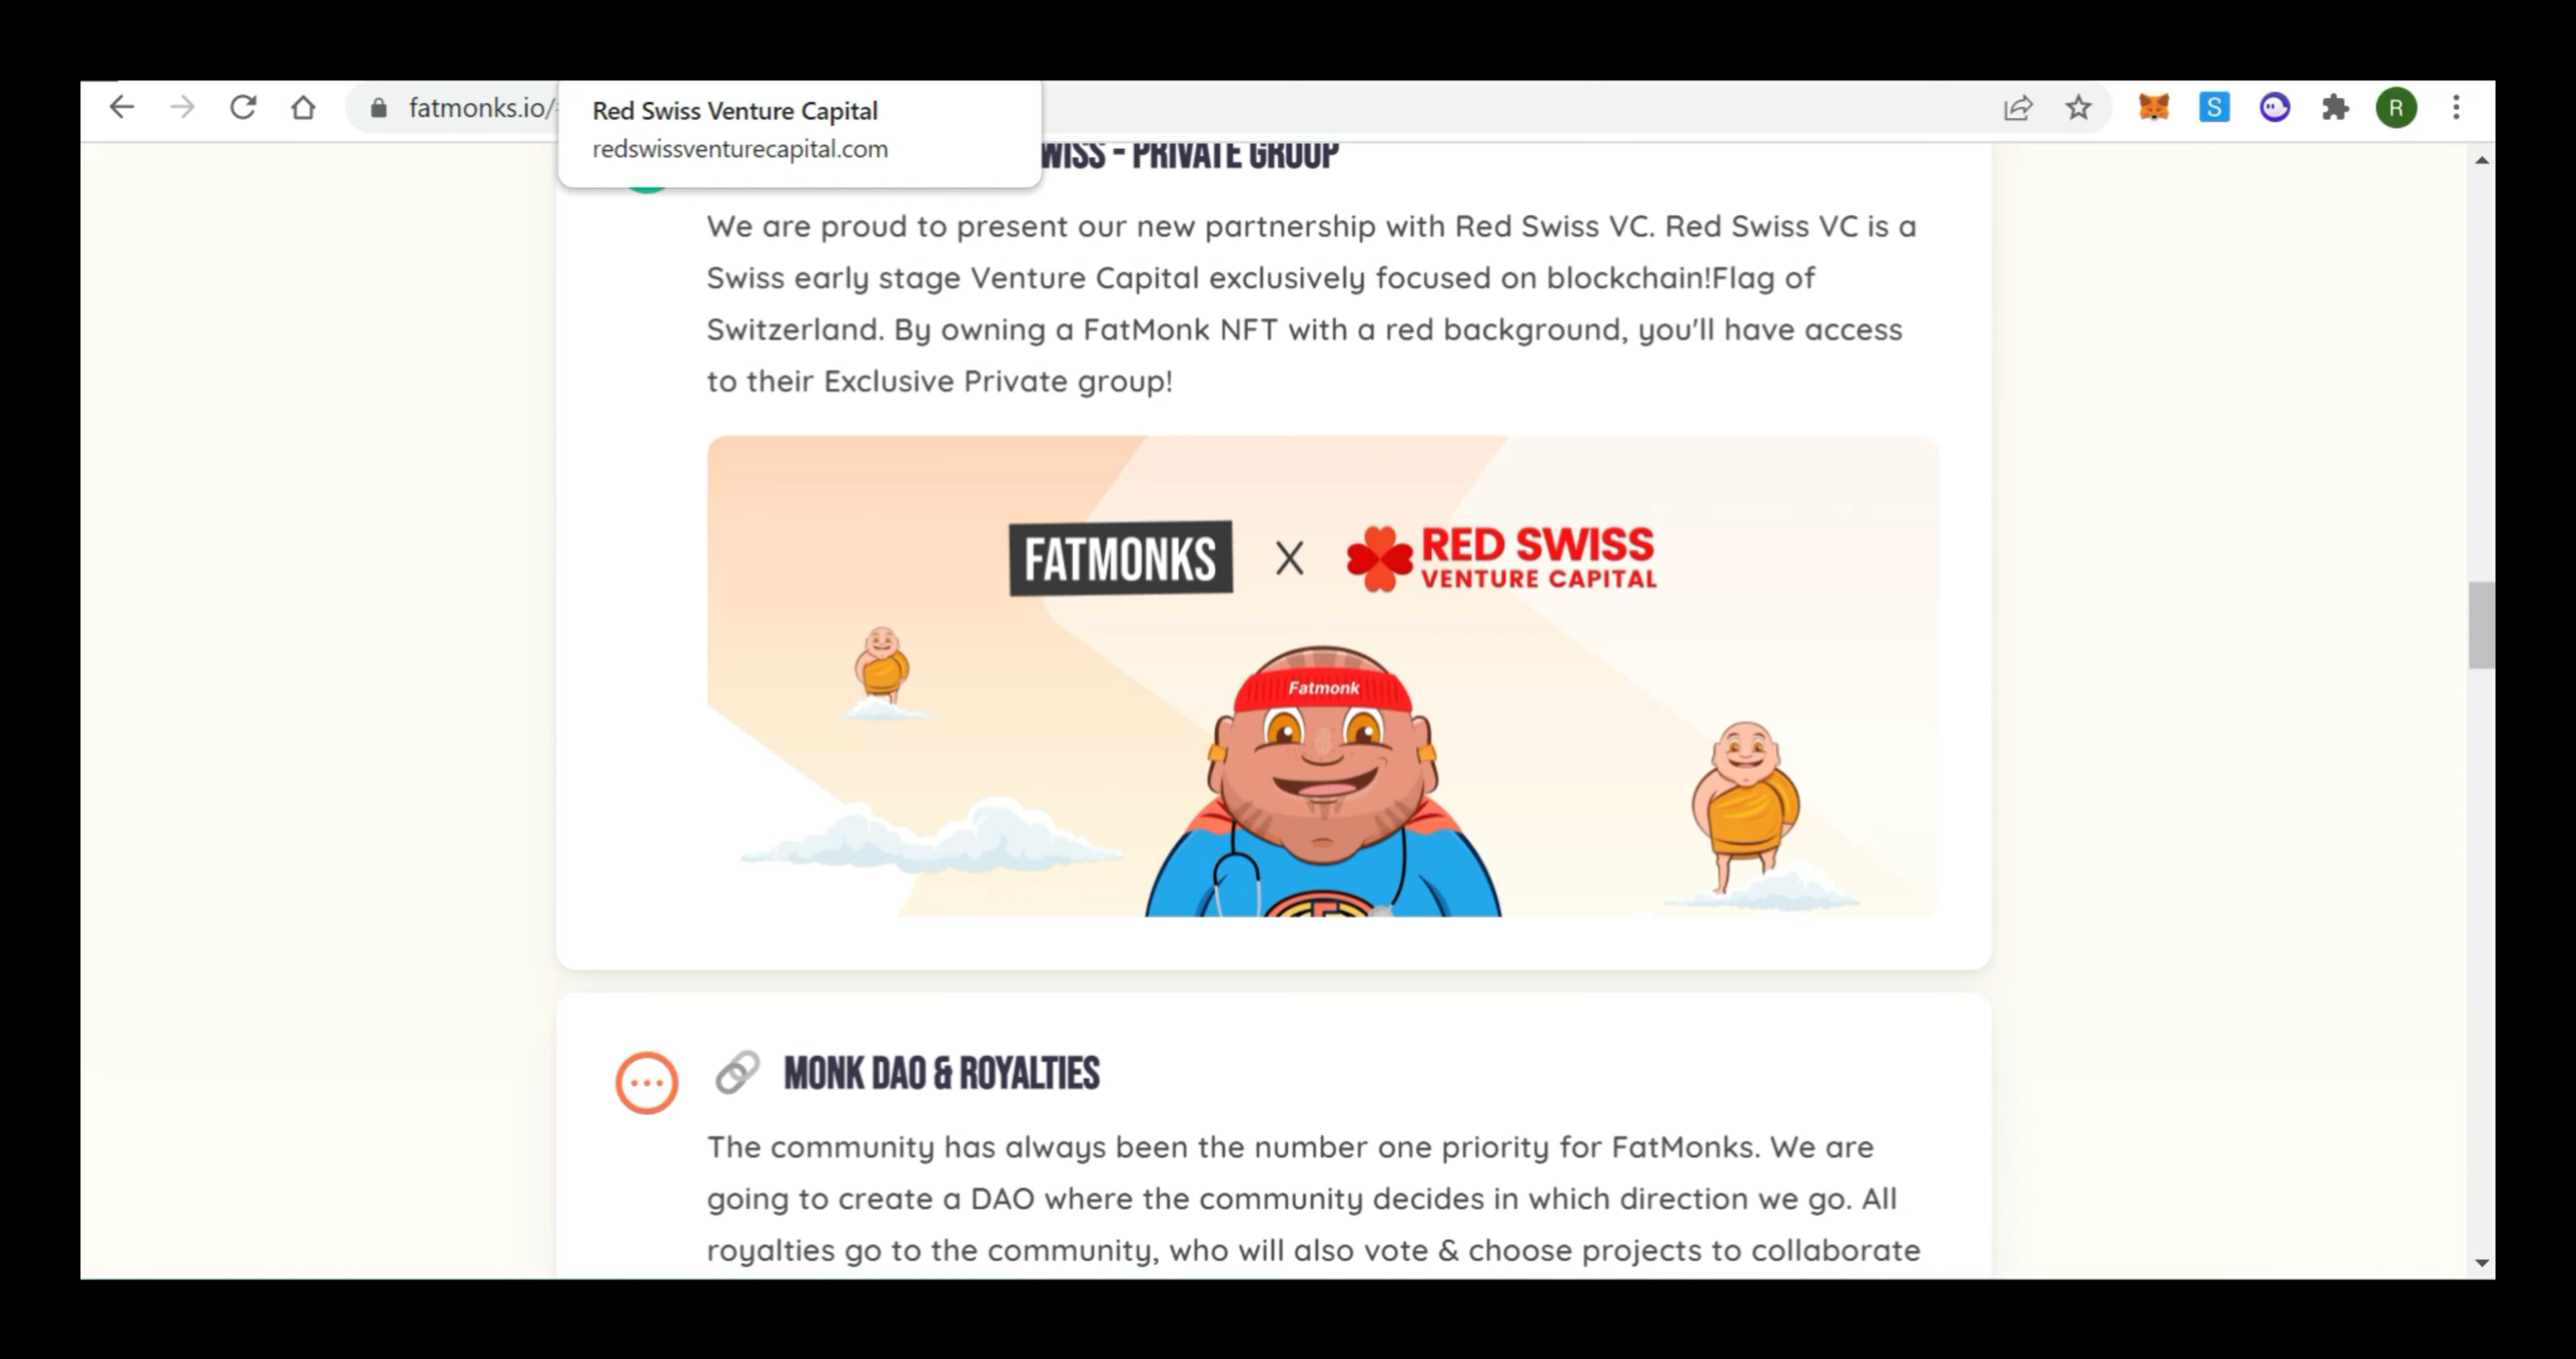 fatmonks.io/
Red Swiss Venture Capital
redswissventurecapital.com
WISS - PRIVATE GROUP
We are proud to present our new partnership with Red Swiss VC. Red Swiss VC is a
Swiss early stage Venture Capital exclusively focused on blockchain!Flag of
Switzerland. By owning a FatMonk NFT with a red background, you'll have access
to their Exclusive Private group!
FATMONKS X RED SWISS
VENTURE CAPITAL
Fatmonk
MONK DAO & ROYALTIES
The community has always been the number one priority for FatMonks. We are
going to create a DAO where the community decides in which direction we go. All
royalties go to the community, who will also vote & choose projects to collaborate
S
R